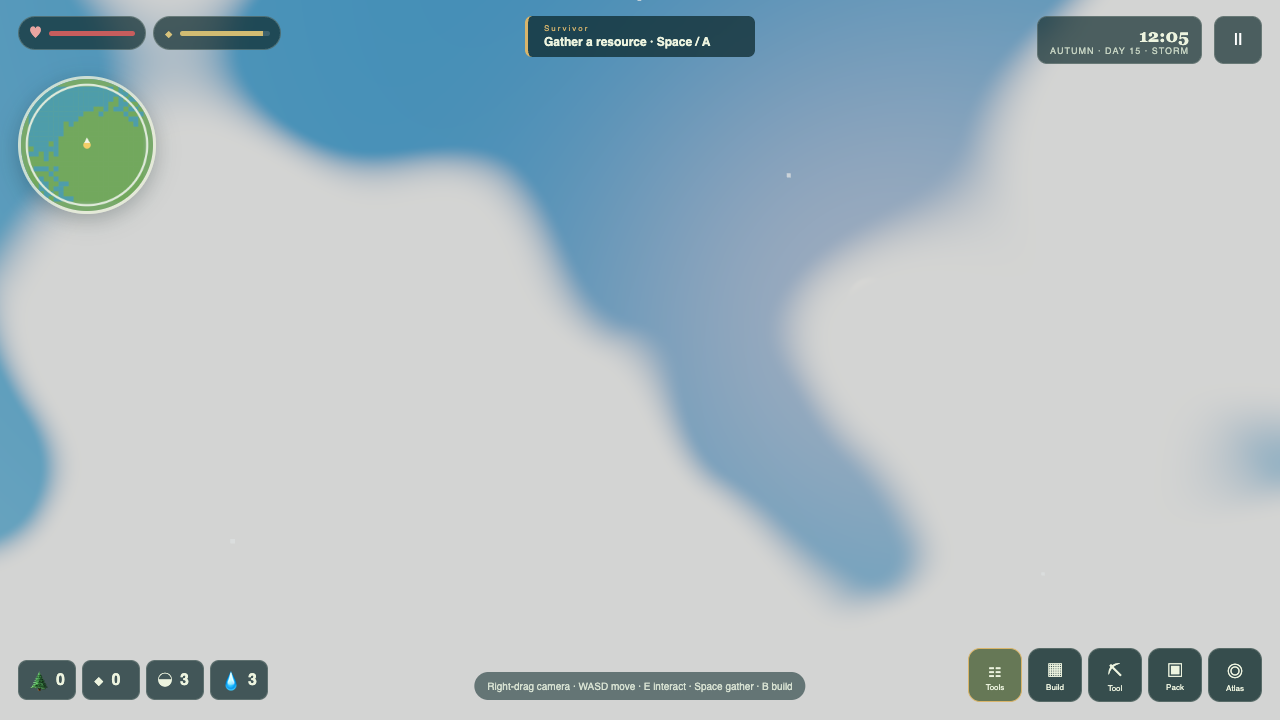 Survivor
Gather a resource · Space / A
12:05
AUTUMN · DAY 15 · STORM
0
0
3
3
Right-drag camera · WASD move · E interact · Space gather · B build
Tools
Build
Tool
Pack
Atlas